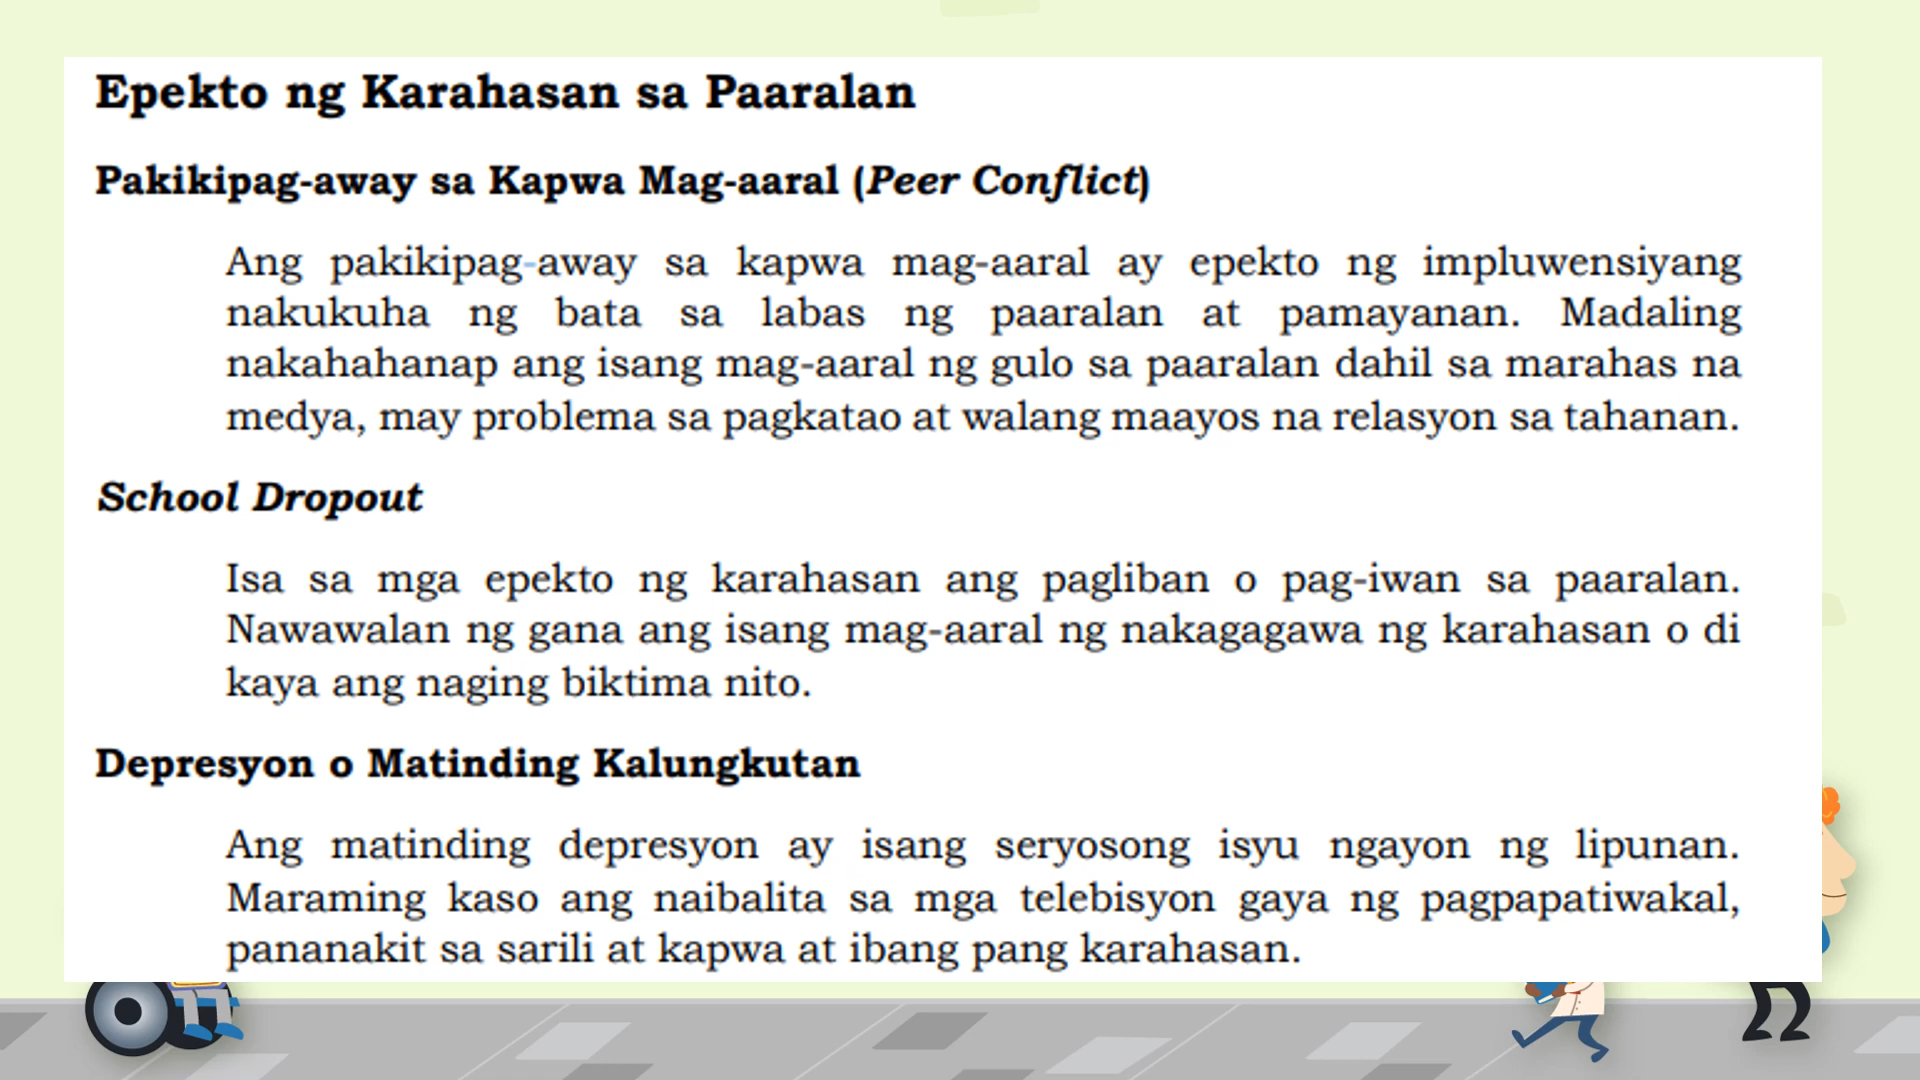 Epekto ng Karahasan sa Paaralan
Pakikipag-away sa Kapwa Mag-aaral (Peer Conflict)
Ang pakikipag-away sa kapwa mag-aaral ay epekto ng impluwensiyang
nakukuha ng bata sa labas ng paaralan at pamayanan. Madaling
nakahahanap ang isang mag-aaral ng gulo sa paaralan dahil sa marahas na
medya, may problema sa pagkatao at walang maayos na relasyon sa tahanan.
School Dropout
Isa sa mga epekto ng karahasan ang pagliban o pag-iwan sa paaralan.
Nawawalan ng gana ang isang mag-aaral ng nakagagawa ng karahasan o di
kaya ang naging biktima nito.
Depresyon o Matinding Kalungkutan
Ang matinding depresyon ay isang seryosong isyu ngayon ng lipunan.
Maraming kaso ang naibalita sa mga telebisyon gaya ng pagpapatiwakal,
pananakit sa sarili at kapwa at ibang pang karahasan.